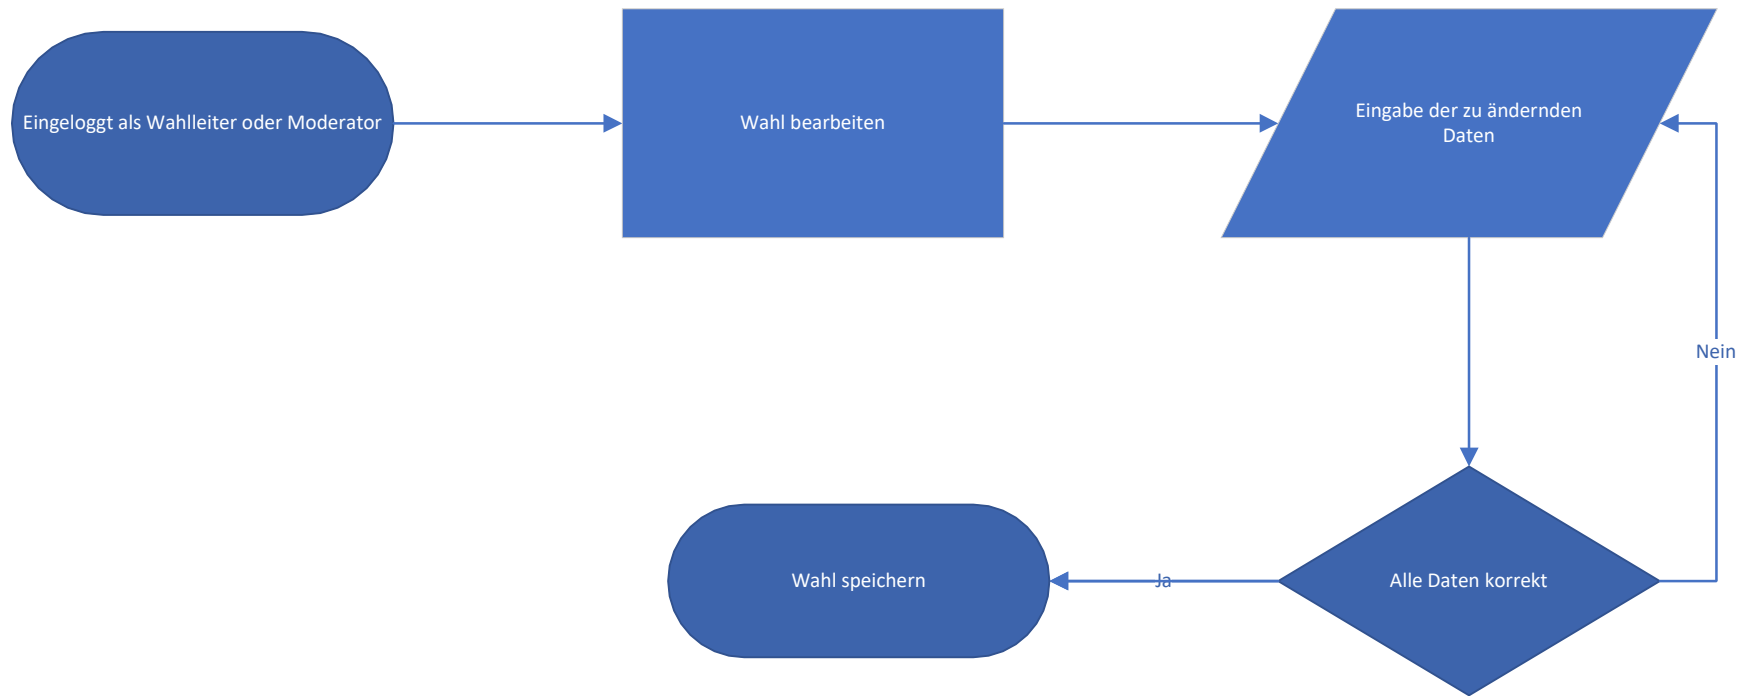 Eingeloggt als Wahlleiter oder Moderator
Wahl bearbeiten
Eingabe der zu ändernden
Daten
Nein
Alle Daten korrekt
Ja
Wahl speichern